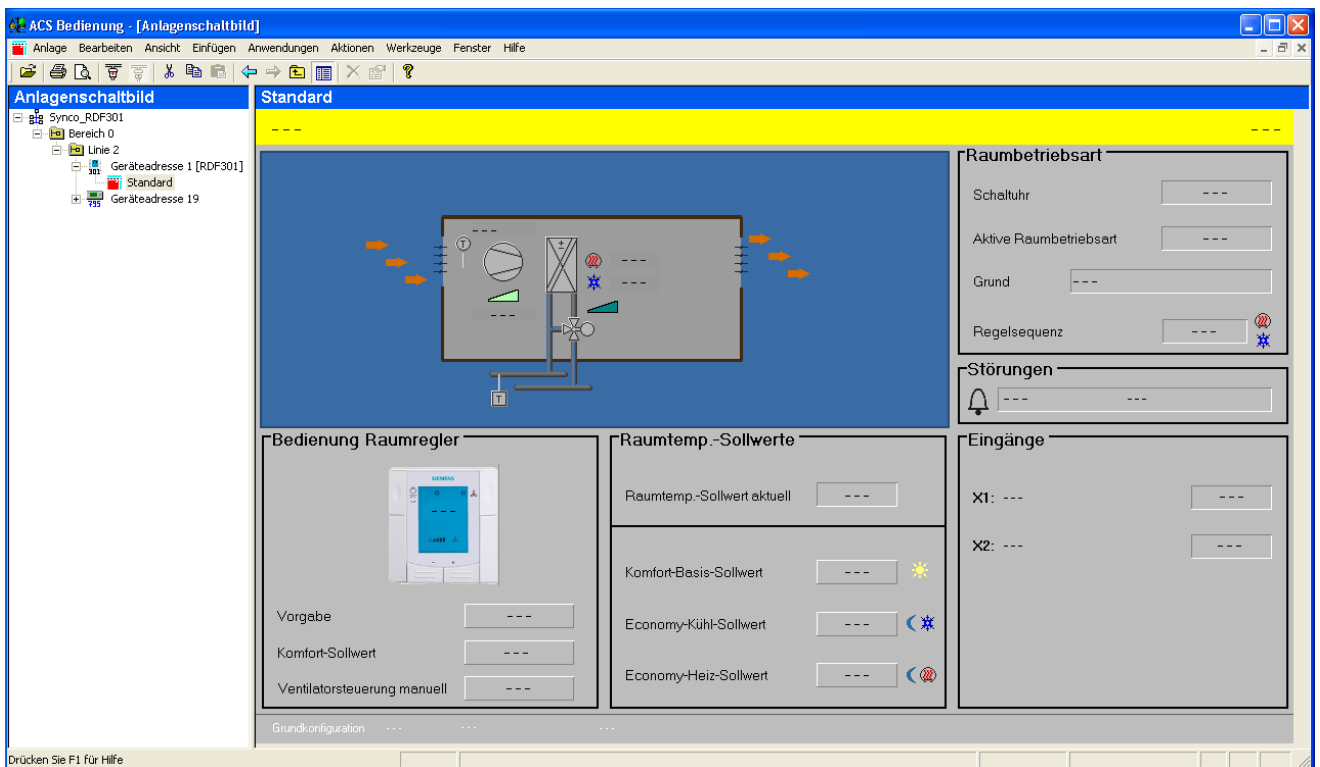 ACS Bedienung - [Anlagenschaltbild]
Anlage Bearbeiten Ansicht Einfügen Anwendungen Aktionen Werkzeuge Fenster Hilfe
Anlagenschaltbild
Synco_RDF301
Bereich 0
Linie 2
301
Geräteadresse 1 [RDF301]
Standard
795
Geräteadresse 19
Standard
--- ---
---
T
±
---
---
---
T
Raumbetriebsart
Schaltuhr ---
Aktive Raumbetriebsart ---
Grund ---
Regelsequenz ---
Störungen
--- ---
Bedienung Raumregler
SIEMENS
---
Vorgabe ---
Komfort-Sollwert ---
Ventilatorsteuerung manuell ---
Raumtemp.-Sollwerte
Raumtemp.-Sollwert aktuell ---
Komfort-Basis-Sollwert ---
Economy-Kühl-Sollwert ---
Economy-Heiz-Sollwert ---
Eingänge
X1: --- ---
X2: --- ---
Grundkonfiguration --- --- ---
Drücken Sie F1 für Hilfe